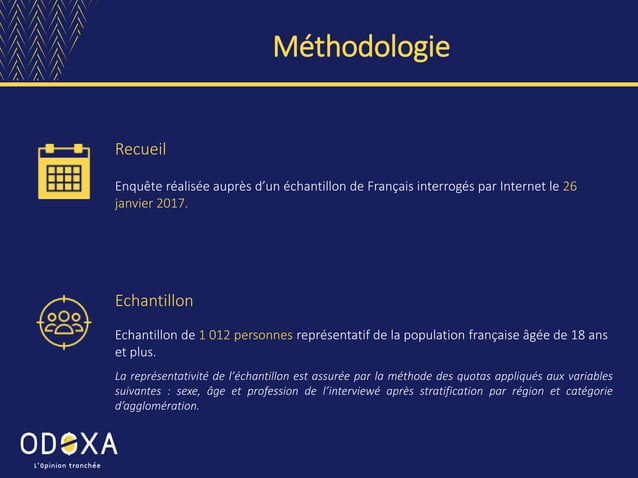 Méthodologie
Recueil
Enquête réalisée auprès d’un échantillon de Français interrogés par Internet le 26
janvier 2017.
Echantillon
Echantillon de 1 012 personnes représentatif de la population française âgée de 18 ans
et plus.
La représentativité de l’échantillon est assurée par la méthode des quotas appliqués aux variables
suivantes : sexe, âge et profession de l’interviewé après stratification par région et catégorie
d’agglomération.
ODOXA
L’Opinion tranchée